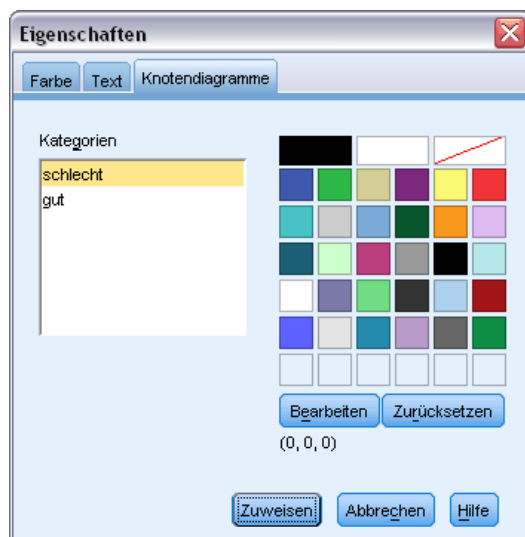 Eigenschaften
Farbe Text Knotendiagramme
Kategorien
schlecht
gut
Bearbeiten Zurücksetzen
(0, 0, 0)
Zuweisen Abbrechen Hilfe